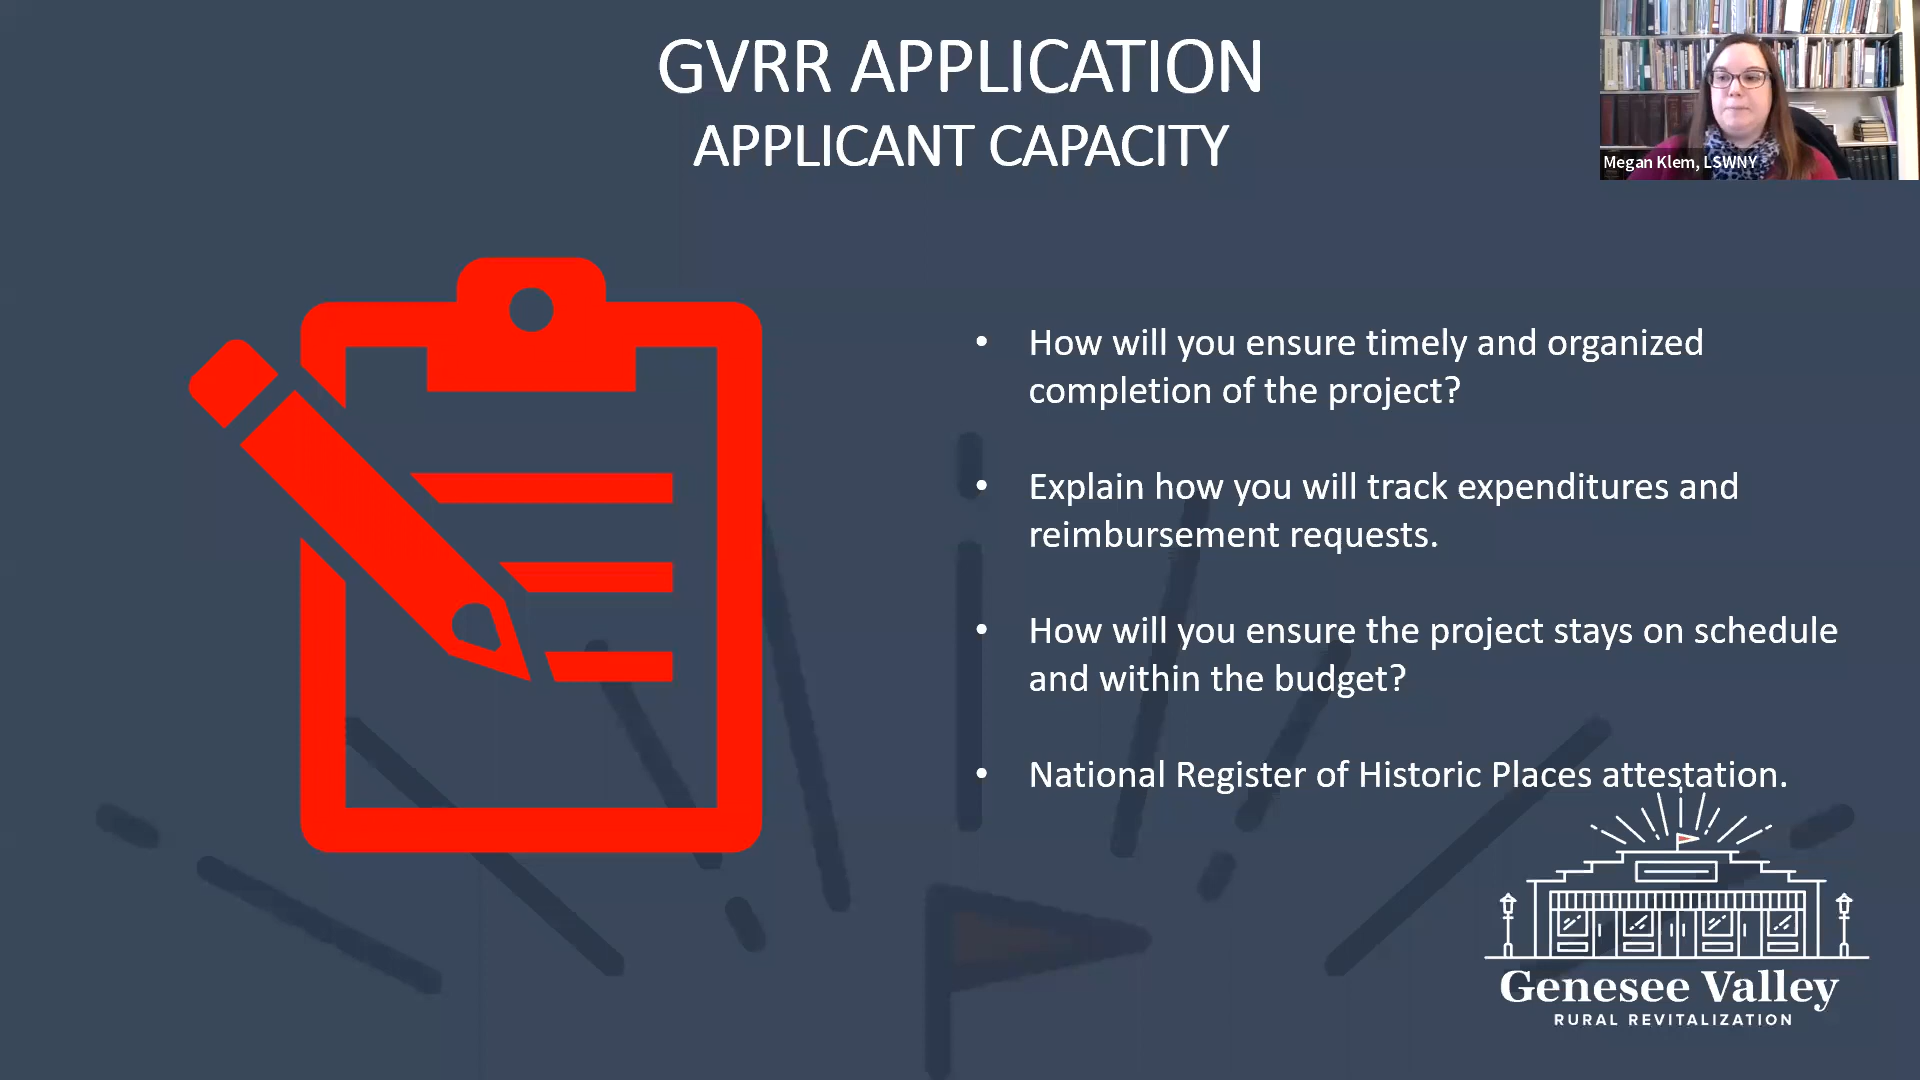 GVRR APPLICATION
APPLICANT CAPACITY
Megan Klem, LSWNY
• How will you ensure timely and organized
completion of the project?
• Explain how you will track expenditures and
reimbursement requests.
• How will you ensure the project stays on schedule
and within the budget?
• National Register of Historic Places attestation.
Genesee Valley
RURAL REVITALIZATION